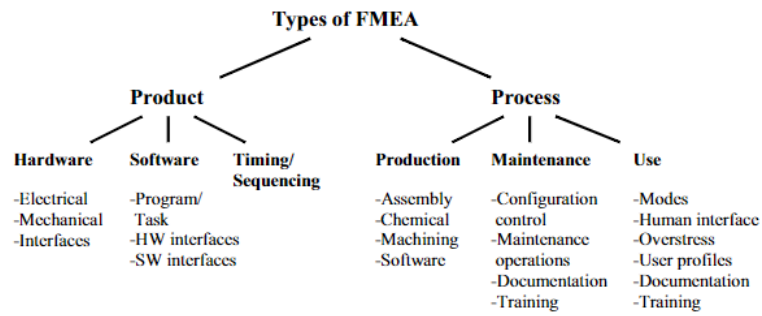 Types of FMEA
Product
Process
Hardware
-Electrical
-Mechanical
-Interfaces
Software
-Program/
Task
-HW interfaces
-SW interfaces
Timing/
Sequencing
Production
-Assembly
-Chemical
-Machining
-Software
Maintenance
-Configuration
control
-Maintenance
operations
-Documentation
-Training
Use
-Modes
-Human interface
-Overstress
-User profiles
-Documentation
-Training